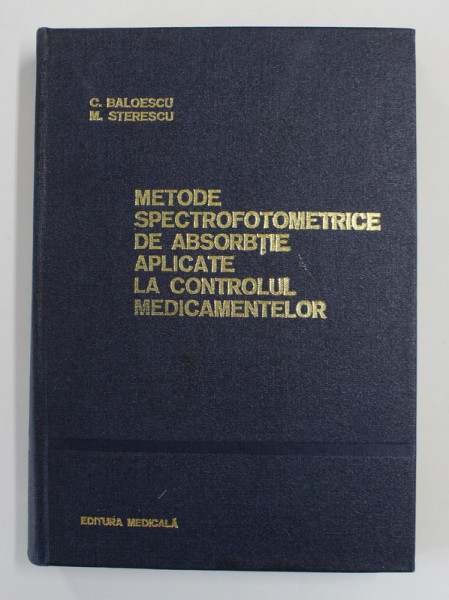 C. BALOESCU
M. STERESCU
METODE
SPECTROFOTOMETRICE
DE ABSORBȚIE
APLICATE
LA CONTROLUL
MEDICAMENTELOR
EDITURA MEDICALĂ